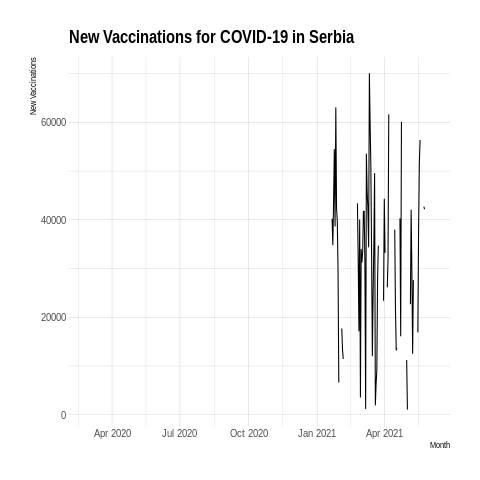 New Vaccinations for COVID-19 in Serbia
New Vaccinations
60000
40000
20000
0
Apr 2020 Jul 2020 Oct 2020 Jan 2021 Apr 2021
Month